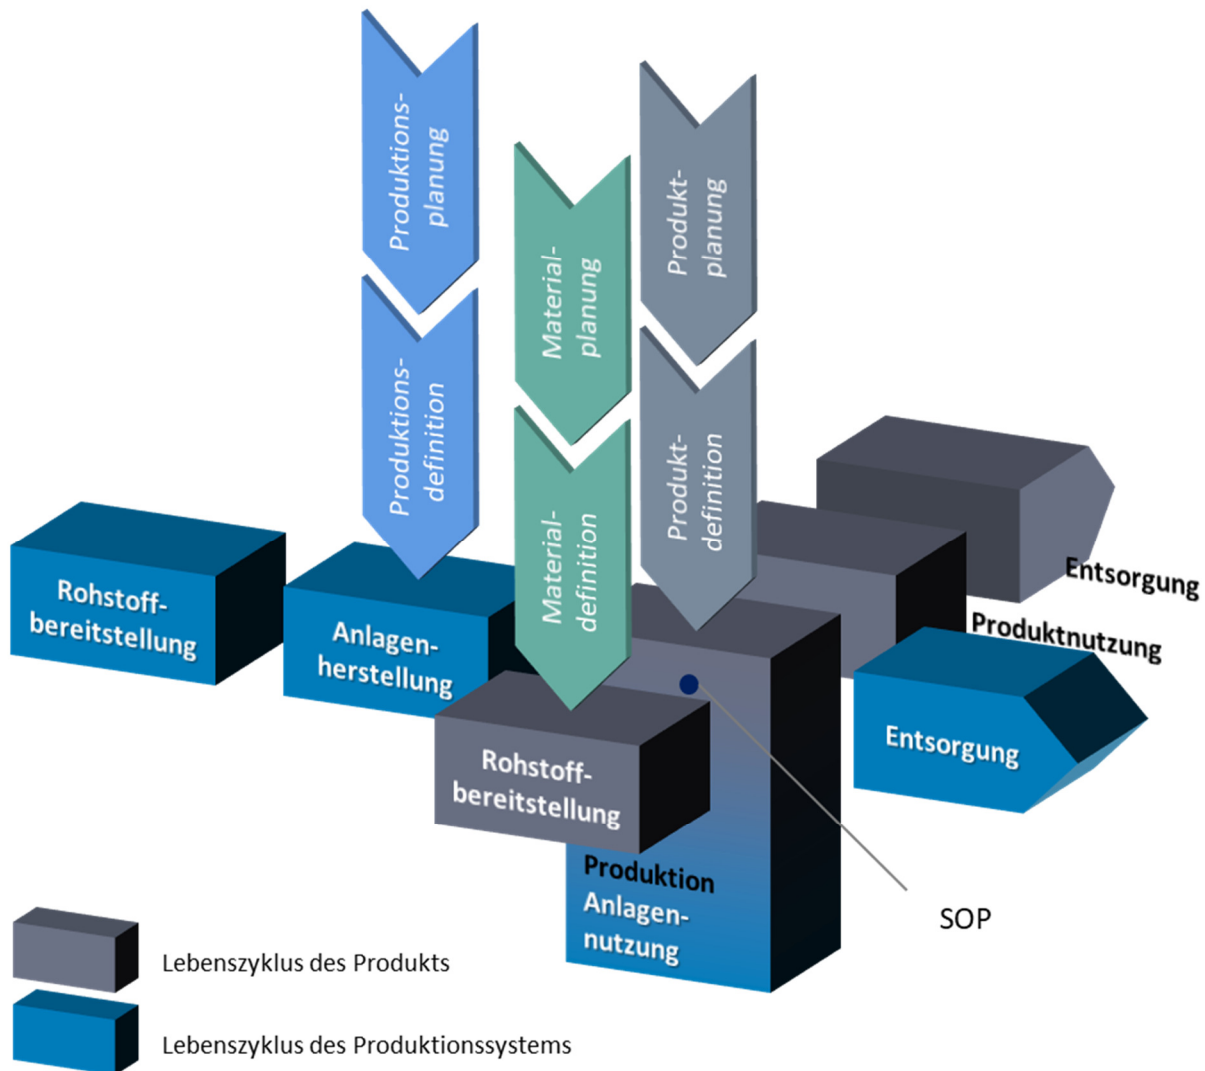 Produktions-
planung
Produktions-
definition
Material-
planung
Material-
definition
Produkt-
planung
Produkt-
definition
Rohstoff-
bereitstellung
Anlagen-
herstellung
Rohstoff-
bereitstellung
Produktion
Anlagen-
nutzung
Entsorgung
Produktnutzung
Entsorgung
SOP
Lebenszyklus des Produkts
Lebenszyklus des Produktionssystems